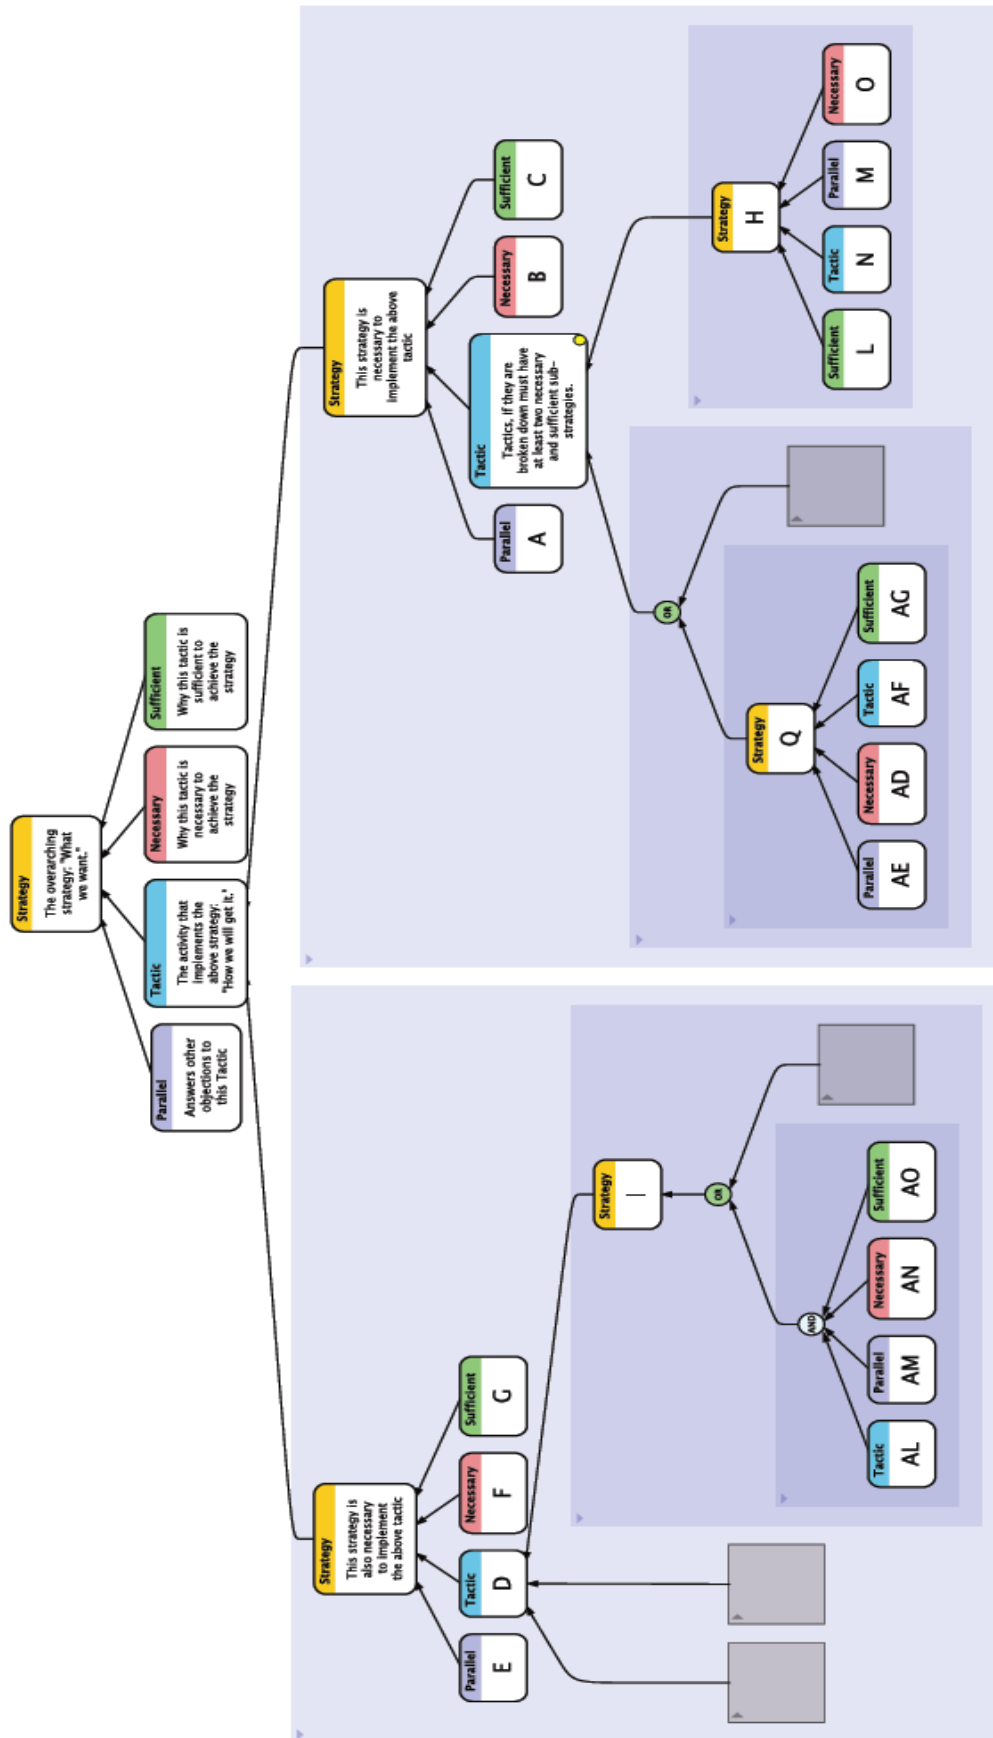 Strategy
The overarching
strategy: "What
we want."
Parallel
Answers other
objections to
this Tactic
Tactic
The activity that
implements the
above strategy:
"How we will get it."
Necessary
Why this tactic is
necessary to
achieve the
strategy
Sufficient
Why this tactic is
sufficient to
achieve the
strategy
Strategy
This strategy is
also necessary
to implement
the above tactic
Parallel
E
Tactic
D
Necessary
F
Sufficient
G
Strategy
I
OR
AND
Tactic
AL
Parallel
AM
Necessary
AN
Sufficient
AO
Strategy
This strategy is
necessary to
implement the above
tactic
Parallel
A
Tactic
Tactics, if they are
broken down must have
at least two necessary
and sufficient sub-
strategies.
Necessary
B
Sufficient
C
OR
Strategy
Q
Parallel
AE
Necessary
AD
Tactic
AF
Sufficient
AG
Strategy
H
Sufficient
L
Tactic
N
Parallel
M
Necessary
O